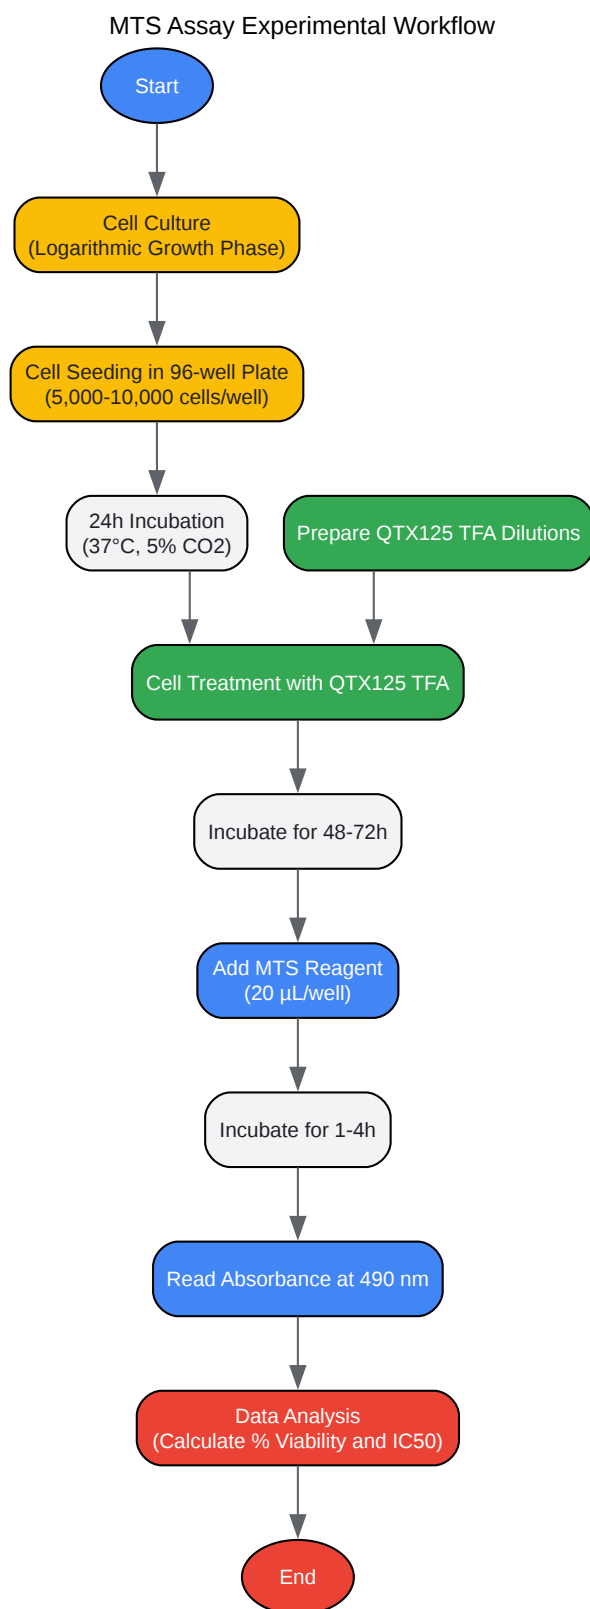 MTS Assay Experimental Workflow
Start
Cell Culture
(Logarithmic Growth Phase)
Cell Seeding in 96-well Plate
(5,000-10,000 cells/well)
24h Incubation
(37°C, 5% CO2)
Prepare QTX125 TFA Dilutions
Cell Treatment with QTX125 TFA
Incubate for 48-72h
Add MTS Reagent
(20 µL/well)
Incubate for 1-4h
Read Absorbance at 490 nm
Data Analysis
(Calculate % Viability and IC50)
End